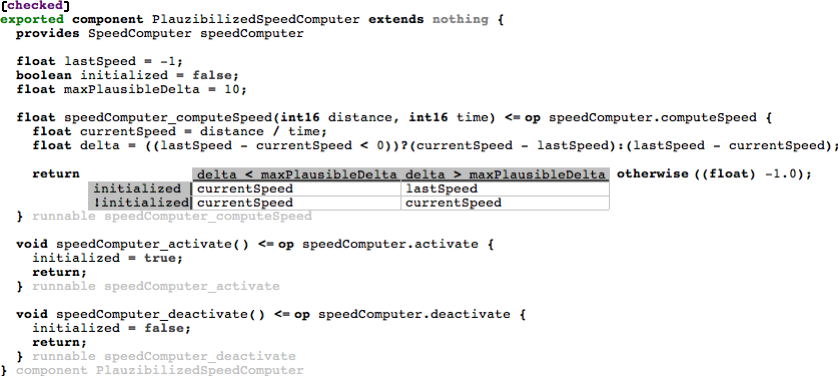 [checked]
exported component PlauzibilizedSpeedComputer extends nothing {
provides SpeedComputer speedComputer
float lastSpeed = -1;
boolean initialized = false;
float maxPlausibleDelta = 10;
float speedComputer_computeSpeed(int16 distance, int16 time) <= op speedComputer.computeSpeed {
float currentSpeed = distance / time;
float delta = ((lastSpeed - currentSpeed < 0))?(currentSpeed - lastSpeed):(lastSpeed - currentSpeed);
return delta < maxPlausibleDelta delta > maxPlausibleDelta otherwise ((float) -1.0);
initialized currentSpeed lastSpeed
!initialized currentSpeed currentSpeed
} runnable speedComputer_computeSpeed
void speedComputer_activate() <= op speedComputer.activate {
initialized = true;
return;
} runnable speedComputer_activate
void speedComputer_deactivate() <= op speedComputer.deactivate {
initialized = false;
return;
} runnable speedComputer_deactivate
} component PlauzibilizedSpeedComputer